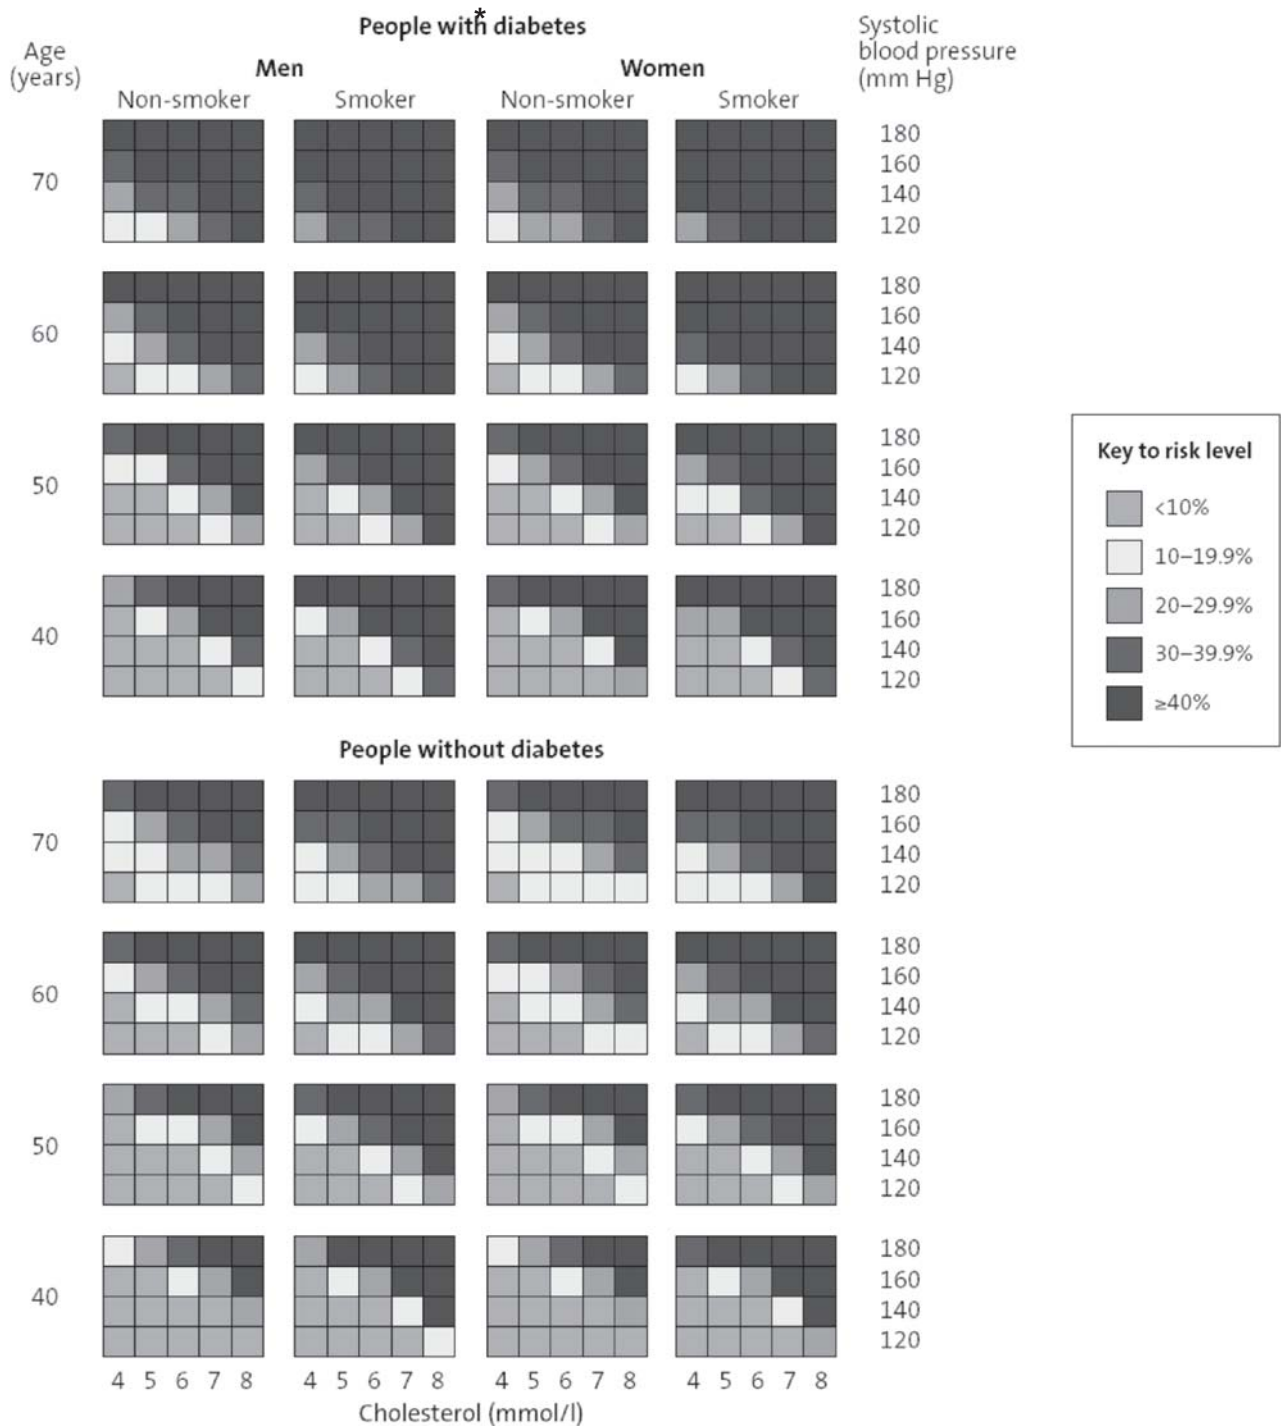 *
People with diabetes
Age
(years)
Men
Women
Systolic
blood pressure
(mm Hg)
Non-smoker
Smoker
Non-smoker
Smoker
70
180
160
140
120
60
180
160
140
120
50
180
160
140
120
40
180
160
140
120
Key to risk level
<10%
10–19.9%
20–29.9%
30–39.9%
≥40%
People without diabetes
70
180
160
140
120
60
180
160
140
120
50
180
160
140
120
40
180
160
140
120
4 5 6 7 8
4 5 6 7 8
4 5 6 7 8
4 5 6 7 8
Cholesterol (mmol/l)